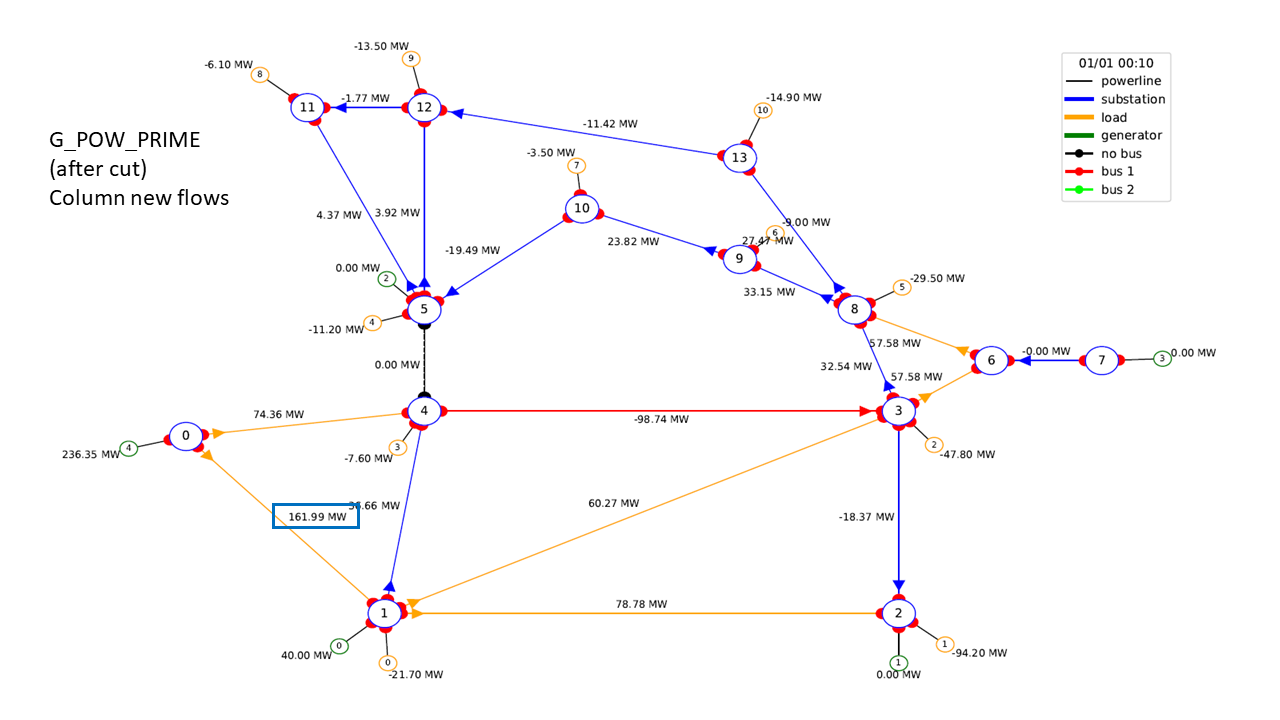 G_POW_PRIME
(after cut)
Column new flows
01/01 00:10
powerline
substation
load
generator
no bus
bus 1
bus 2
-13.50 MW
9
-6.10 MW
8
11
-1.77 MW
12
-14.90 MW
10
-11.42 MW
13
-3.50 MW
7
10
4.37 MW
3.92 MW
-19.49 MW
23.82 MW
-9.00 MW
27.47 MW
6
9
33.15 MW
0.00 MW
2
-29.50 MW
5
8
5
-11.20 MW
4
0.00 MW
57.58 MW
6
-0.00 MW
7
3
0.00 MW
32.54 MW
57.58 MW
74.36 MW
4
-98.74 MW
3
0
236.35 MW
4
-7.60 MW
3
2
-47.80 MW
60.27 MW
161.99 MW
-18.37 MW
78.78 MW
1
2
40.00 MW
0
0
-21.70 MW
1
0.00 MW
1
-94.20 MW